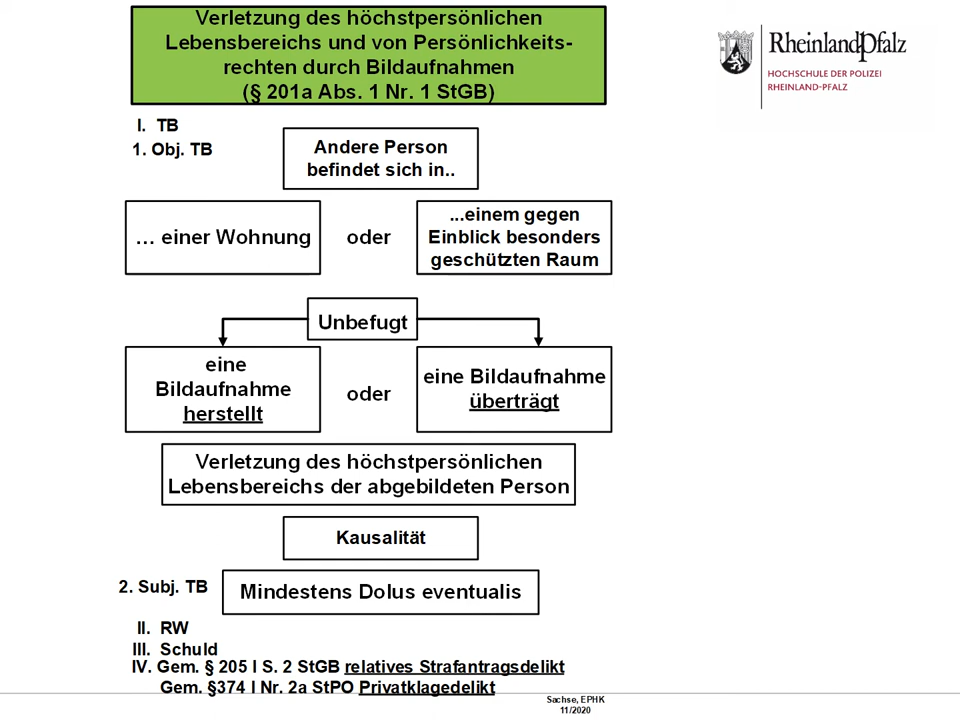 Verletzung des höchstpersönlichen
Lebensbereichs und von Persönlichkeits-
rechten durch Bildaufnahmen
(§ 201a Abs. 1 Nr. 1 StGB)
RheinlandPfalz
HOCHSCHULE DER POLIZEI
RHEINLAND-PFALZ
I. TB
1. Obj. TB
Andere Person
befindet sich in..
… einer Wohnung
oder
...einem gegen
Einblick besonders
geschützten Raum
Unbefugt
eine
Bildaufnahme
herstellt
oder
eine Bildaufnahme
überträgt
Verletzung des höchstpersönlichen
Lebensbereichs der abgebildeten Person
Kausalität
2. Subj. TB
Mindestens Dolus eventualis
II. RW
III. Schuld
IV. Gem. § 205 I S. 2 StGB relatives Strafantragsdelikt
Gem. §374 I Nr. 2a StPO Privatklagedelikt
Sachse, EPHK
11/2020